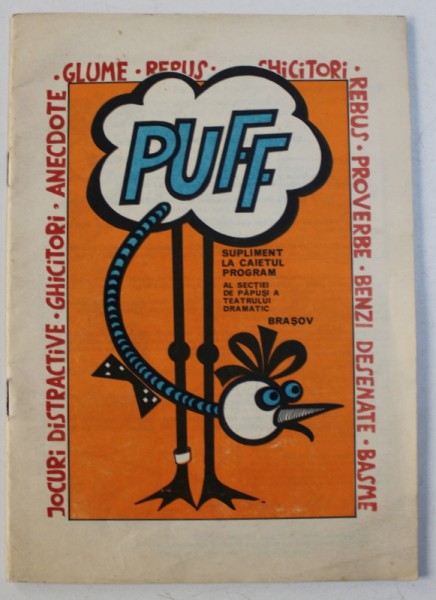 JOCURI DISTRACTIVE · GHICITORI · ANECDOTE ·
GLUME · REBUS · GHICITORI ·
REBUS · PROVERBE · BENZI DESENATE · BASME
PUFF
SUPLIMENT
LA CAIETUL
PROGRAM
AL SECȚIEI
DE PĂPUȘI A
TEATRULUI
DRAMATIC
BRAȘOV